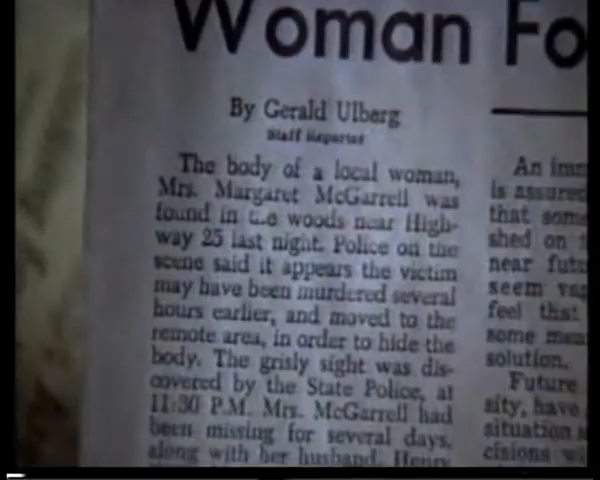 Woman Fo
By Gerald Ulberg
Staff Reporter
The body of a local woman,
Mrs. Margaret McGarrell was
found in the woods near High-
way 25 last night. Police on the
scene said it appears the victim
may have been murdered several
hours earlier, and moved to the
remote area, in order to hide the
body. The grisly sight was dis-
covered by the State Police, at
11:30 P.M. Mrs. McGarrell had
been missing for several days,
along with her husband, Henry
An imm
is assured
that some
shed on
near futu
seem vag
feel that
some mean
solution.
Future
sity, have
situation
cisions wi